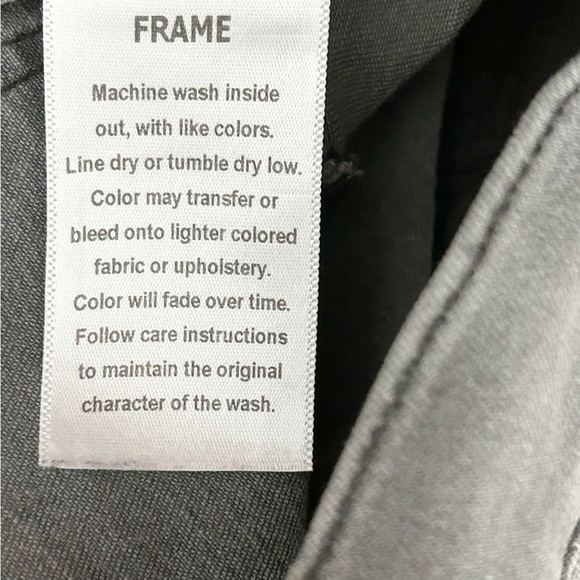 FRAME
Machine wash inside
out, with like colors.
Line dry or tumble dry low.
Color may transfer or
bleed onto lighter colored
fabric or upholstery.
Color will fade over time.
Follow care instructions
to maintain the original
character of the wash.